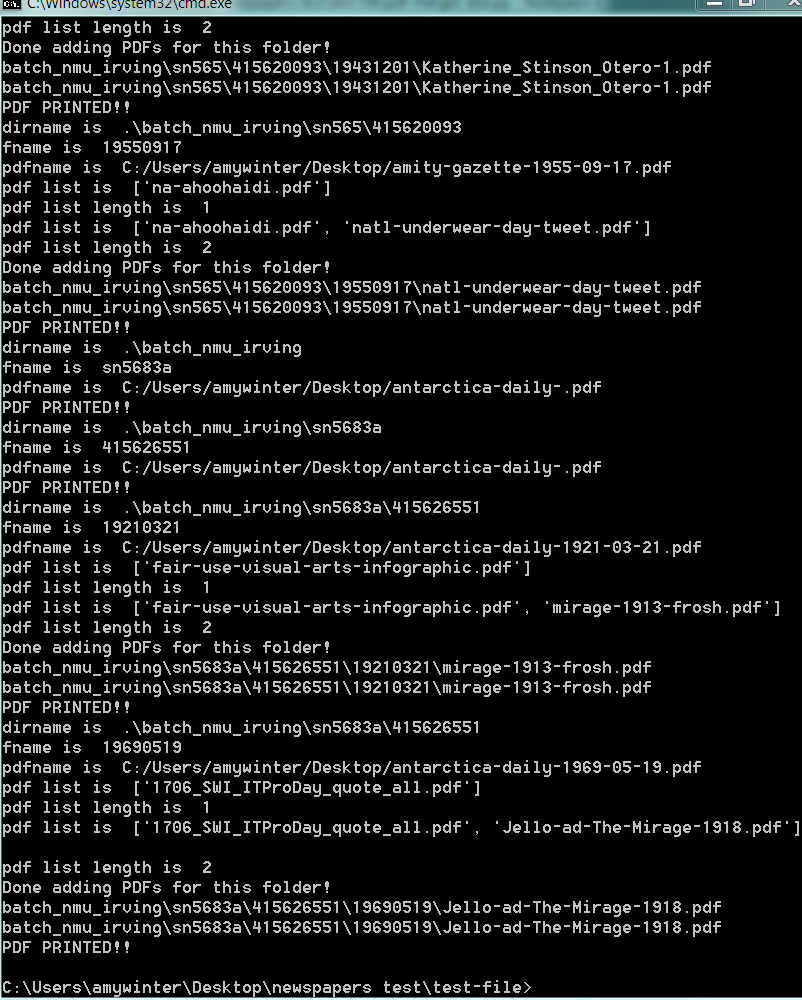 C:\Windows\system32\cmd.exe
pdf list length is  2
Done adding PDFs for this folder!
batch_nmu_irving\sn565\415620093\19431201\Katherine_Stinson_Otero-1.pdf
batch_nmu_irving\sn565\415620093\19431201\Katherine_Stinson_Otero-1.pdf
PDF PRINTED!!
dirname is  .\batch_nmu_irving\sn565\415620093
fname is  19550917
pdfname is  C:/Users/amywinter/Desktop/amity-gazette-1955-09-17.pdf
pdf list is  ['na-ahoohaidi.pdf']
pdf list length is  1
pdf list is  ['na-ahoohaidi.pdf', 'natl-underwear-day-tweet.pdf']
pdf list length is  2
Done adding PDFs for this folder!
batch_nmu_irving\sn565\415620093\19550917\natl-underwear-day-tweet.pdf
batch_nmu_irving\sn565\415620093\19550917\natl-underwear-day-tweet.pdf
PDF PRINTED!!
dirname is  .\batch_nmu_irving
fname is  sn5683a
pdfname is  C:/Users/amywinter/Desktop/antarctica-daily-.pdf
PDF PRINTED!!
dirname is  .\batch_nmu_irving\sn5683a
fname is  415626551
pdfname is  C:/Users/amywinter/Desktop/antarctica-daily-.pdf
PDF PRINTED!!
dirname is  .\batch_nmu_irving\sn5683a\415626551
fname is  19210321
pdfname is  C:/Users/amywinter/Desktop/antarctica-daily-1921-03-21.pdf
pdf list is  ['fair-use-visual-arts-infographic.pdf']
pdf list length is  1
pdf list is  ['fair-use-visual-arts-infographic.pdf', 'mirage-1913-frosh.pdf']
pdf list length is  2
Done adding PDFs for this folder!
batch_nmu_irving\sn5683a\415626551\19210321\mirage-1913-frosh.pdf
batch_nmu_irving\sn5683a\415626551\19210321\mirage-1913-frosh.pdf
PDF PRINTED!!
dirname is  .\batch_nmu_irving\sn5683a\415626551
fname is  19690519
pdfname is  C:/Users/amywinter/Desktop/antarctica-daily-1969-05-19.pdf
pdf list is  ['1706_SWI_ITProDay_quote_all.pdf']
pdf list length is  1
pdf list is  ['1706_SWI_ITProDay_quote_all.pdf', 'Jello-ad-The-Mirage-1918.pdf']
pdf list length is  2
Done adding PDFs for this folder!
batch_nmu_irving\sn5683a\415626551\19690519\Jello-ad-The-Mirage-1918.pdf
batch_nmu_irving\sn5683a\415626551\19690519\Jello-ad-The-Mirage-1918.pdf
PDF PRINTED!!
C:\Users\amywinter\Desktop\newspapers test\test-file>